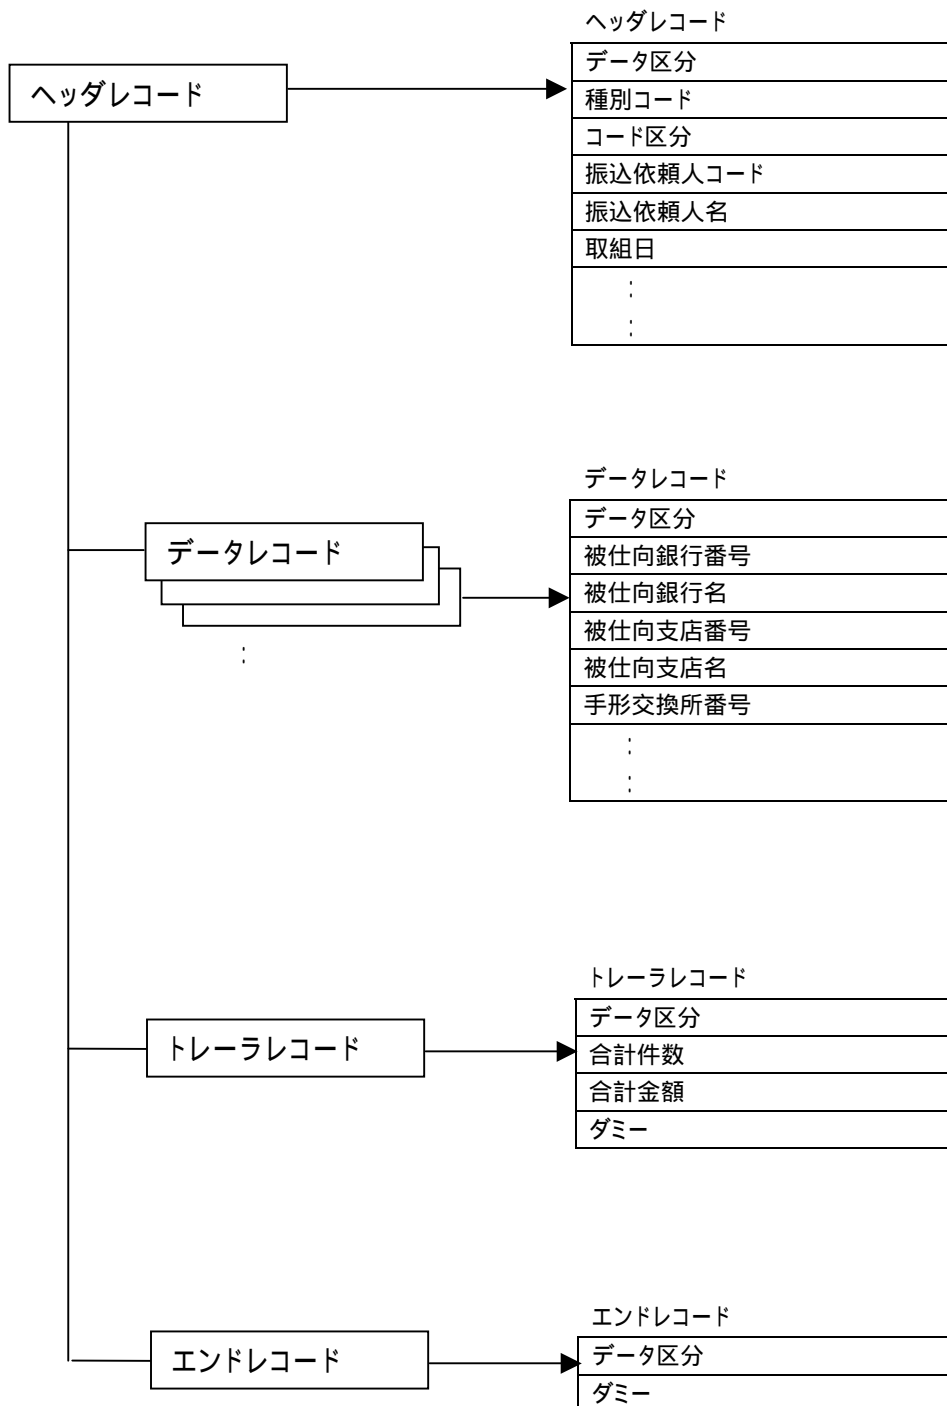 ヘッダレコード
ヘッダレコード
データ区分
種別コード
コード区分
振込依頼人コード
振込依頼人名
取組日
:
:
データレコード
:
データレコード
データ区分
被仕向銀行番号
被仕向銀行名
被仕向支店番号
被仕向支店名
手形交換所番号
:
:
トレーラレコード
トレーラレコード
データ区分
合計件数
合計金額
ダミー
エンドレコード
エンドレコード
データ区分
ダミー